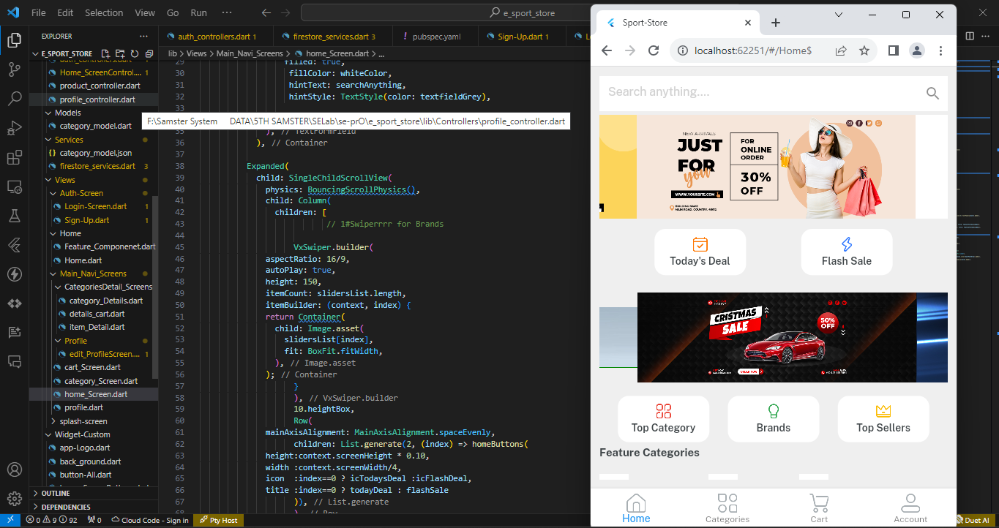 File Edit Selection View Go Run ···
e_sport_store
EXPLORER
E_SPORT_STORE
auth_controllers.dart 1
Home_ScreenControl... 1
product_controller.dart
profile_controller.dart
Models
category_model.dart
Services
category_model.json
firestore_services.dart 3
Views
Auth-Screen
Login-Screen.dart 1
Sign-Up.dart 1
Home
Feature_Componenet.dart
Home.dart
Main_Navi_Screens
CategoriesDetail_Screens
category_Details.dart
details_cart.dart
item_Detail.dart
Profile
edit_ProfileScreen.... 1
cart_Screen.dart
category_Screen.dart
home_Screen.dart
profile.dart
splash-screen
Widget-Custom
app-Logo.dart
back_ground.dart
button-All.dart
OUTLINE
DEPENDENCIES
auth_controllers.dart 1
firestore_services.dart 3
! pubspec.yaml
Sign-Up.dart 1
lib > Views > Main_Navi_Screens > home_Screen.dart > ...
29 filled: true,
30 fillColor: whiteColor,
31 hintText: searchAnything,
32 hintStyle: TextStyle(color: textfieldGrey),
33
F:\Samster System DATA\5TH SAMSTER\SELab\se-prO\e_sport_store\lib\Controllers\profile_controller.dart
35 ), // TextFormField
36 ), // Container
37
38 Expanded(
39 child: SingleChildScrollView(
40 physics: BouncingScrollPhysics(),
41 child: Column(
42 children: [
43 // 1#Swiperrrr for Brands
44
45 VxSwiper.builder(
46 aspectRatio: 16/9,
47 autoPlay: true,
48 height: 150,
49 itemCount: slidersList.length,
50 itemBuilder: (context, index) {
51 return Container(
52 child: Image.asset(
53 slidersList[index],
54 fit: BoxFit.fitWidth,
55 ), // Image.asset
56 ); // Container
57 }
58 ), // VxSwiper.builder
59 10.heightBox,
60 Row(
61 mainAxisAlignment: MainAxisAlignment.spaceEvenly,
62 children: List.generate(2, (index) => homeButtons(
63 height:context.screenHeight * 0.10,
64 width :context.screenWidth/4,
65 icon :index==0 ? icTodaysDeal :icFlashDeal,
66 title :index==0 ? todayDeal : flashSale
67 )), // List.generate
68 ), // Row
0 9 92 0 Cloud Code - Sign in Pty Host
Duet AI
Sport-Store
localhost:62251/#/Home$
Search anything....
NEW ARRIVALS
JUST
FOR
you
WWW.YOURSITE.COM
BUILDING NAME
MAIN ROAD, COUNTRY, 48912
FOR
ONLINE
ORDER
30%
OFF
Today's Deal
Flash Sale
CRISTMAS
SALE
50%
OFF
ORDER NOW
Top Category
Brands
Top Sellers
Feature Categories
Home
Categories
Cart
Account